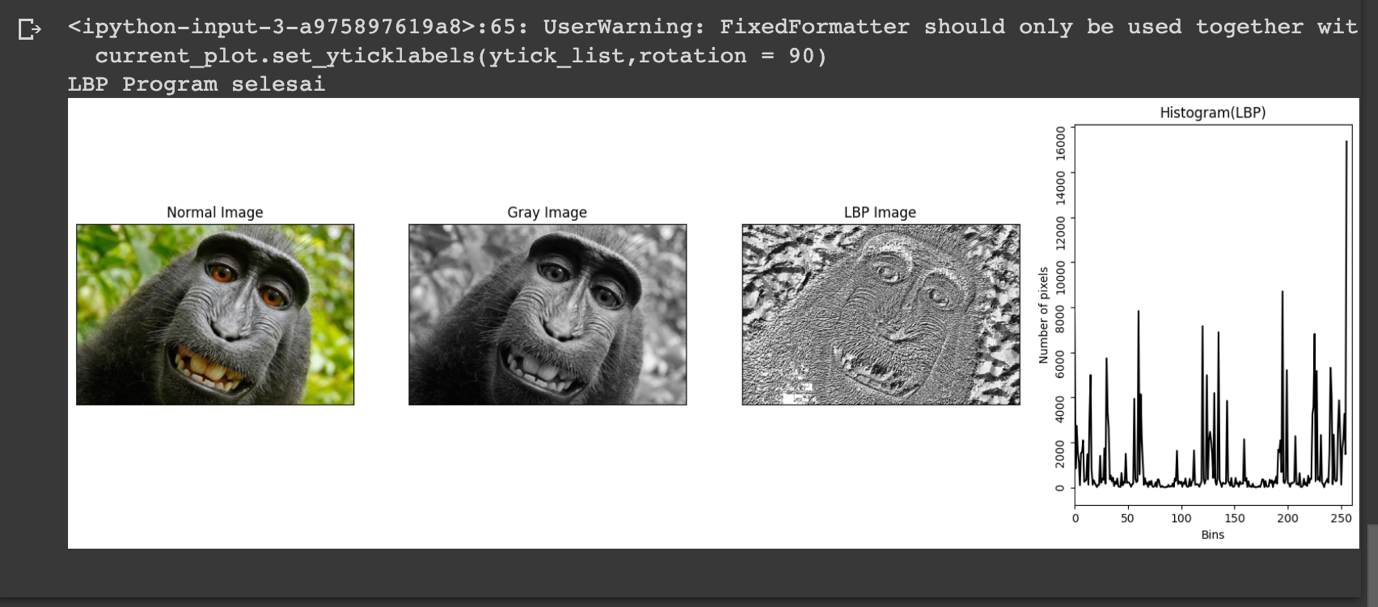 <ipython-input-3-a975897619a8>:65: UserWarning: FixedFormatter should only be used together wit
current_plot.set_yticklabels(ytick_list,rotation = 90)
LBP Program selesai
Normal Image
Gray Image
LBP Image
Histogram(LBP)
Number of pixels
16000
14000
12000
10000
8000
6000
4000
2000
0
0 50 100 150 200 250
Bins